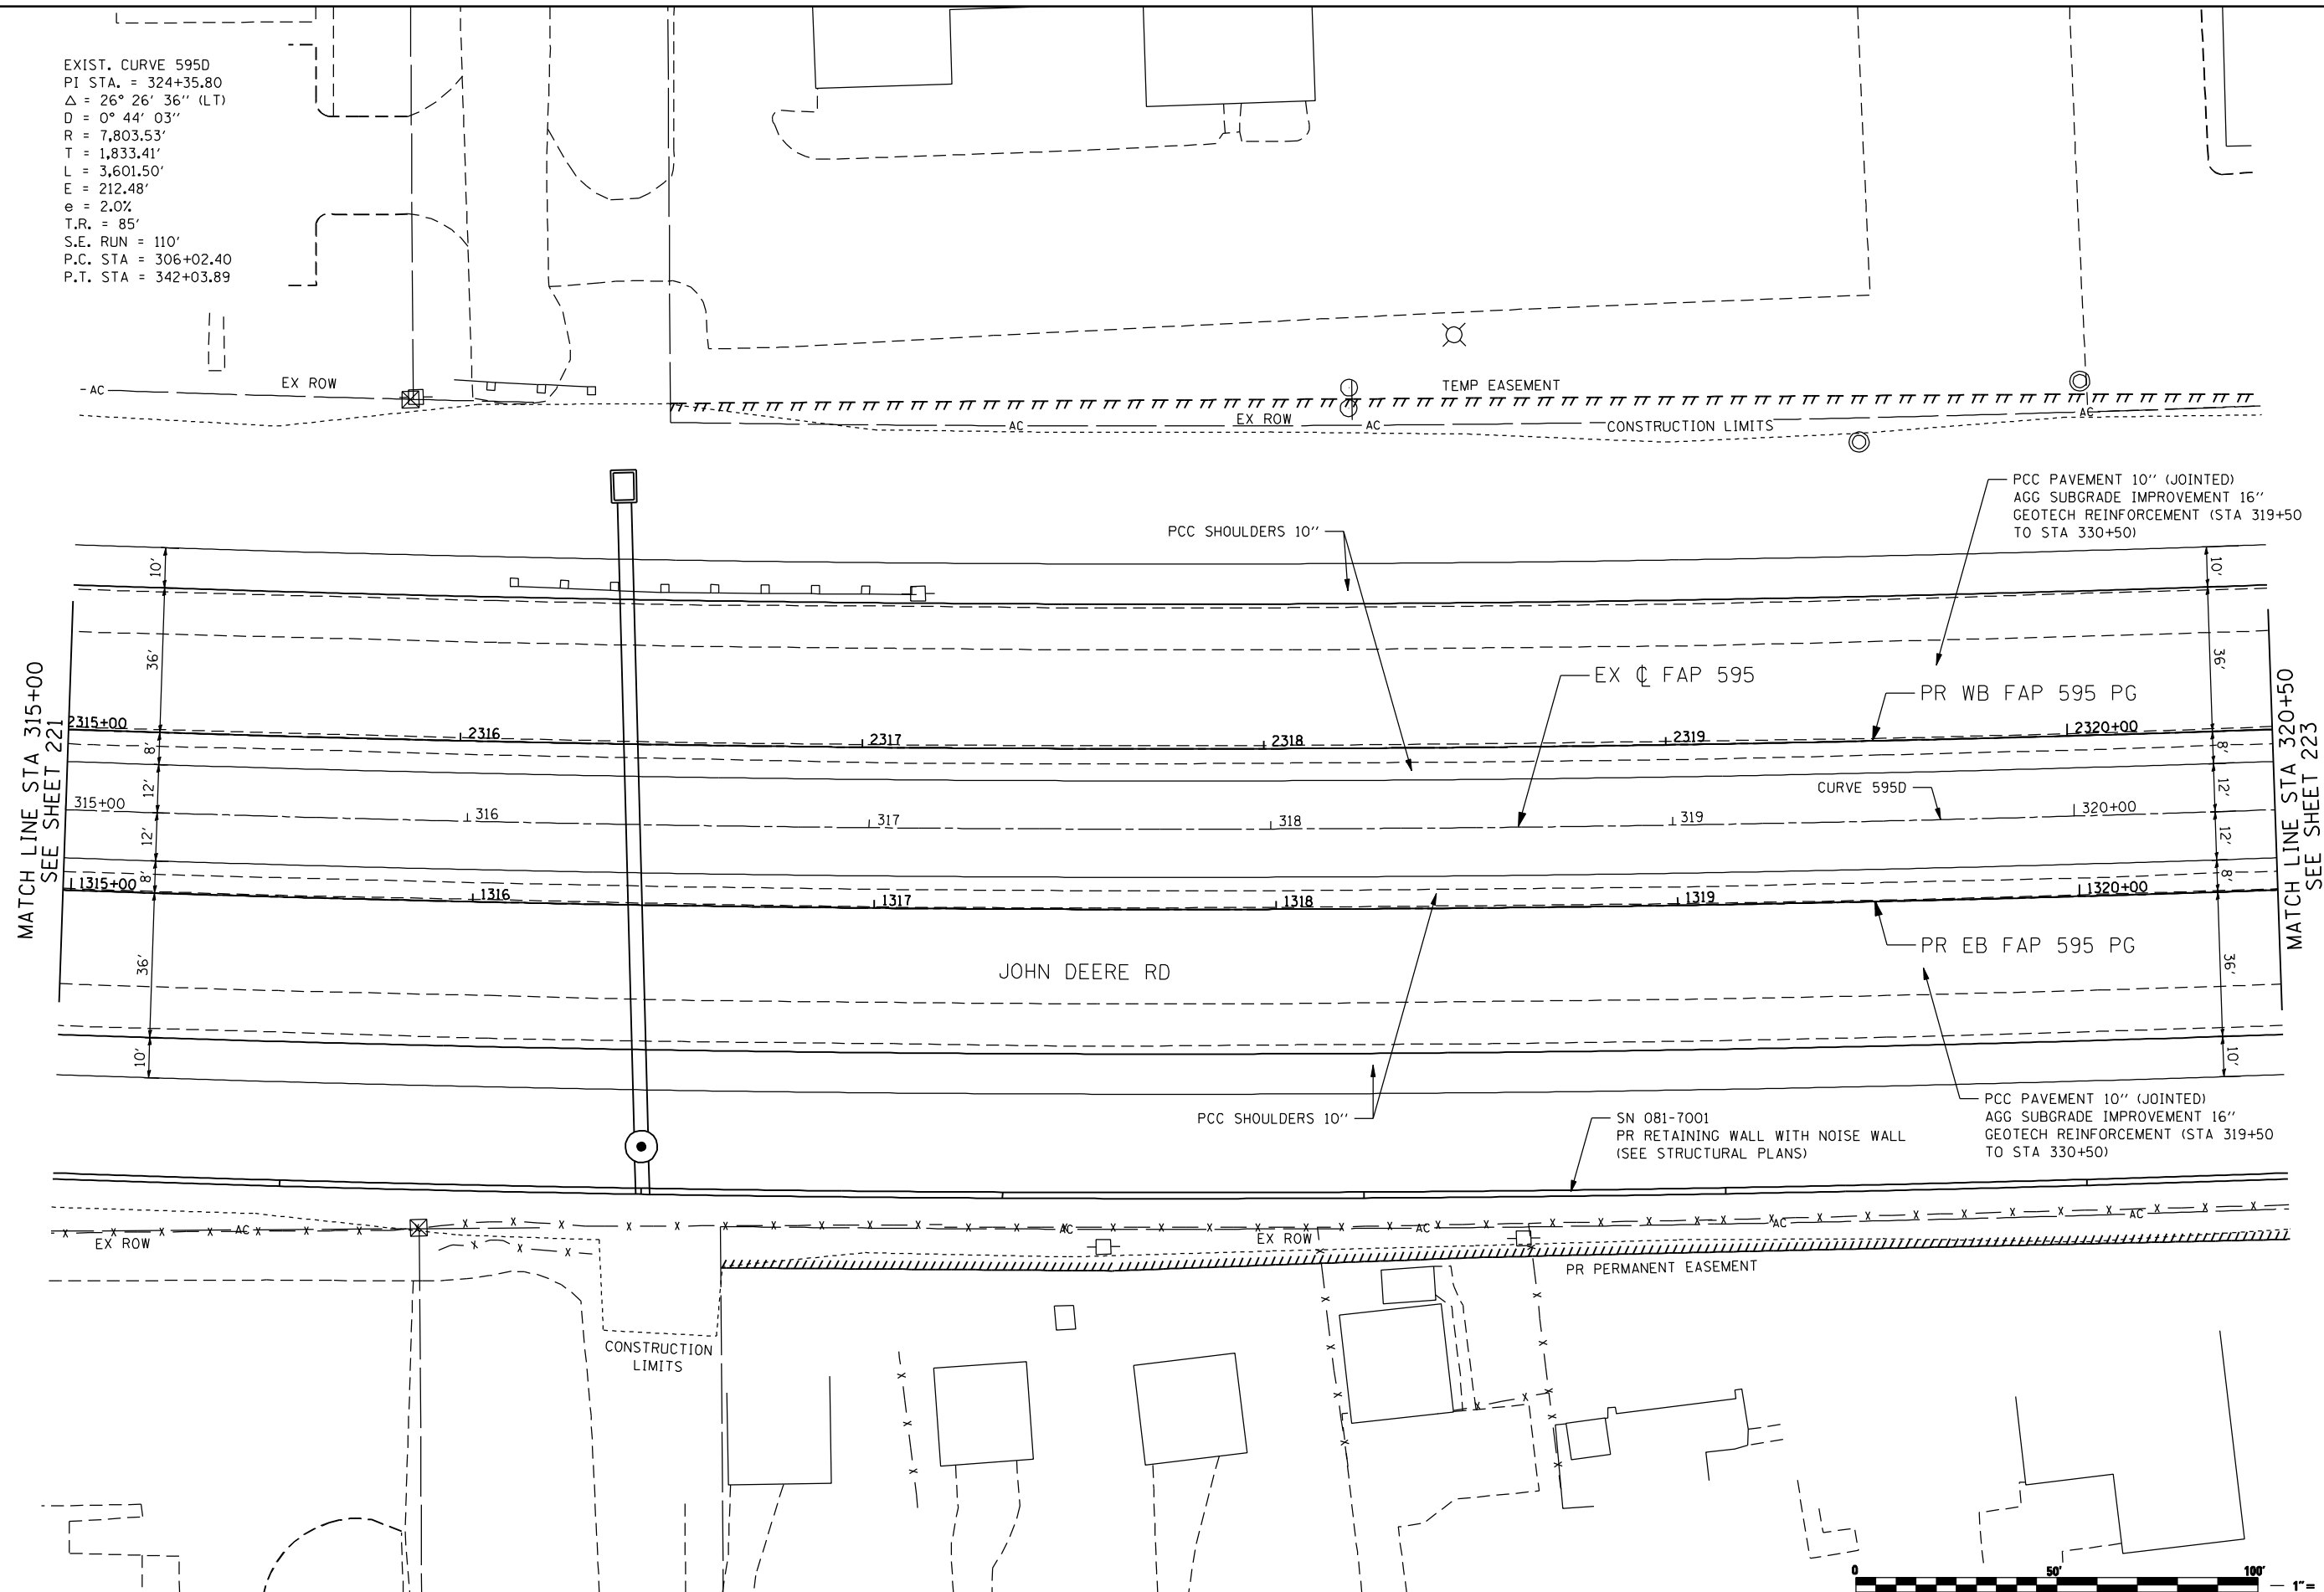 EXIST. CURVE 595D
PI STA. = 324+35.80
Δ = 26° 26' 36'' (LT)
D = 0° 44' 03''
R = 7,803.53'
T = 1,833.41'
L = 3,601.50'
E = 212.48'
e = 2.0%
T.R. = 85'
S.E. RUN = 110'
P.C. STA = 306+02.40
P.T. STA = 342+03.89
AC
EX ROW
TEMP EASEMENT
AC
EX ROW
AC
CONSTRUCTION LIMITS
AC
PCC PAVEMENT 10'' (JOINTED)
AGG SUBGRADE IMPROVEMENT 16''
GEOTECH REINFORCEMENT (STA 319+50
TO STA 330+50)
PCC SHOULDERS 10''
10'
10'
36'
36'
EX ℄ FAP 595
PR WB FAP 595 PG
MATCH LINE STA 315+00
SEE SHEET 221
MATCH LINE STA 320+50
SEE SHEET 223
2315+00
2316
2317
2318
2319
2320+00
8'
8'
12'
12'
CURVE 595D
315+00
316
317
318
319
320+00
12'
12'
8'
8'
1315+00
1316
1317
1318
1319
1320+00
PR EB FAP 595 PG
36'
36'
JOHN DEERE RD
10'
10'
PCC SHOULDERS 10''
SN 081-7001
PR RETAINING WALL WITH NOISE WALL
(SEE STRUCTURAL PLANS)
PCC PAVEMENT 10'' (JOINTED)
AGG SUBGRADE IMPROVEMENT 16''
GEOTECH REINFORCEMENT (STA 319+50
TO STA 330+50)
AC
EX ROW
AC
EX ROW
AC
AC
AC
PR PERMANENT EASEMENT
CONSTRUCTION
LIMITS
0
50'
100'
1"=